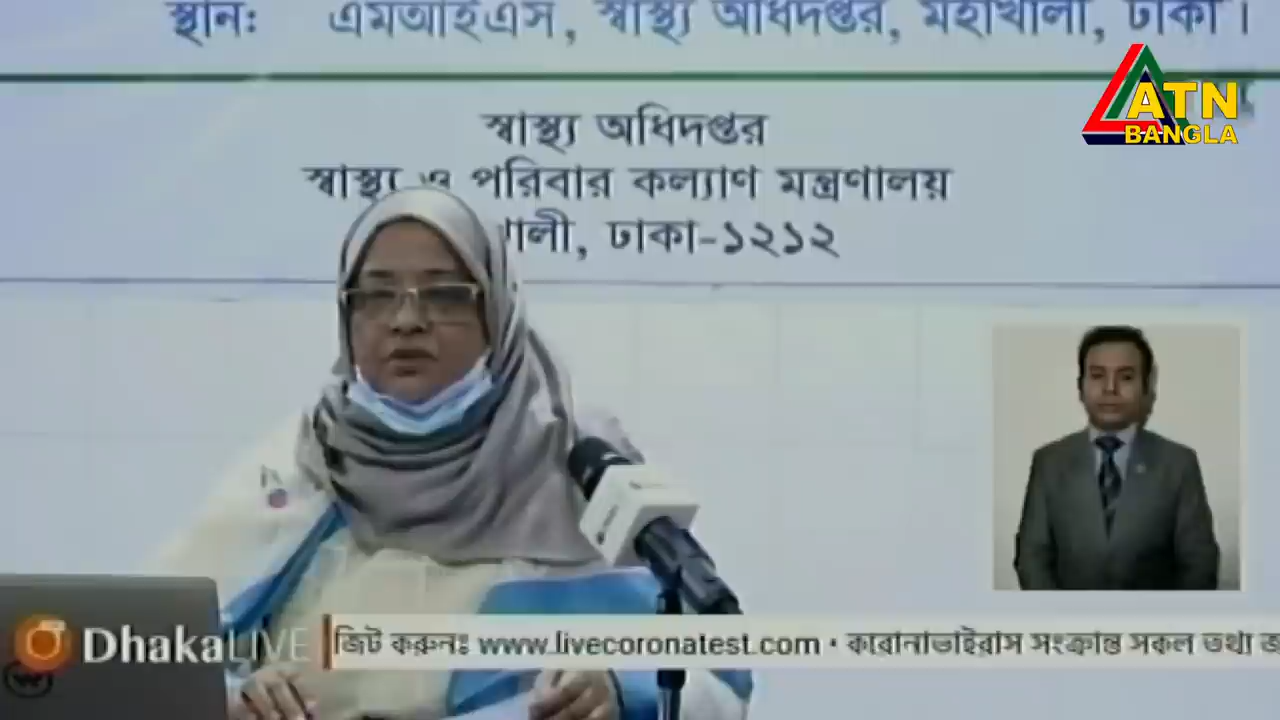 স্থান: এমআইএস, স্বাস্থ্য অধিদপ্তর, মহাখালী, ঢাকা।
ATN
BANGLA
স্বাস্থ্য অধিদপ্তর
স্বাস্থ্য ও পরিবার কল্যাণ মন্ত্রণালয়
ঢাকা-১২১২
DhakaLIVE
জিট করুনঃ www.livecoronatest.com • করোনাভাইরাস সংক্রান্ত সকল তথ্য